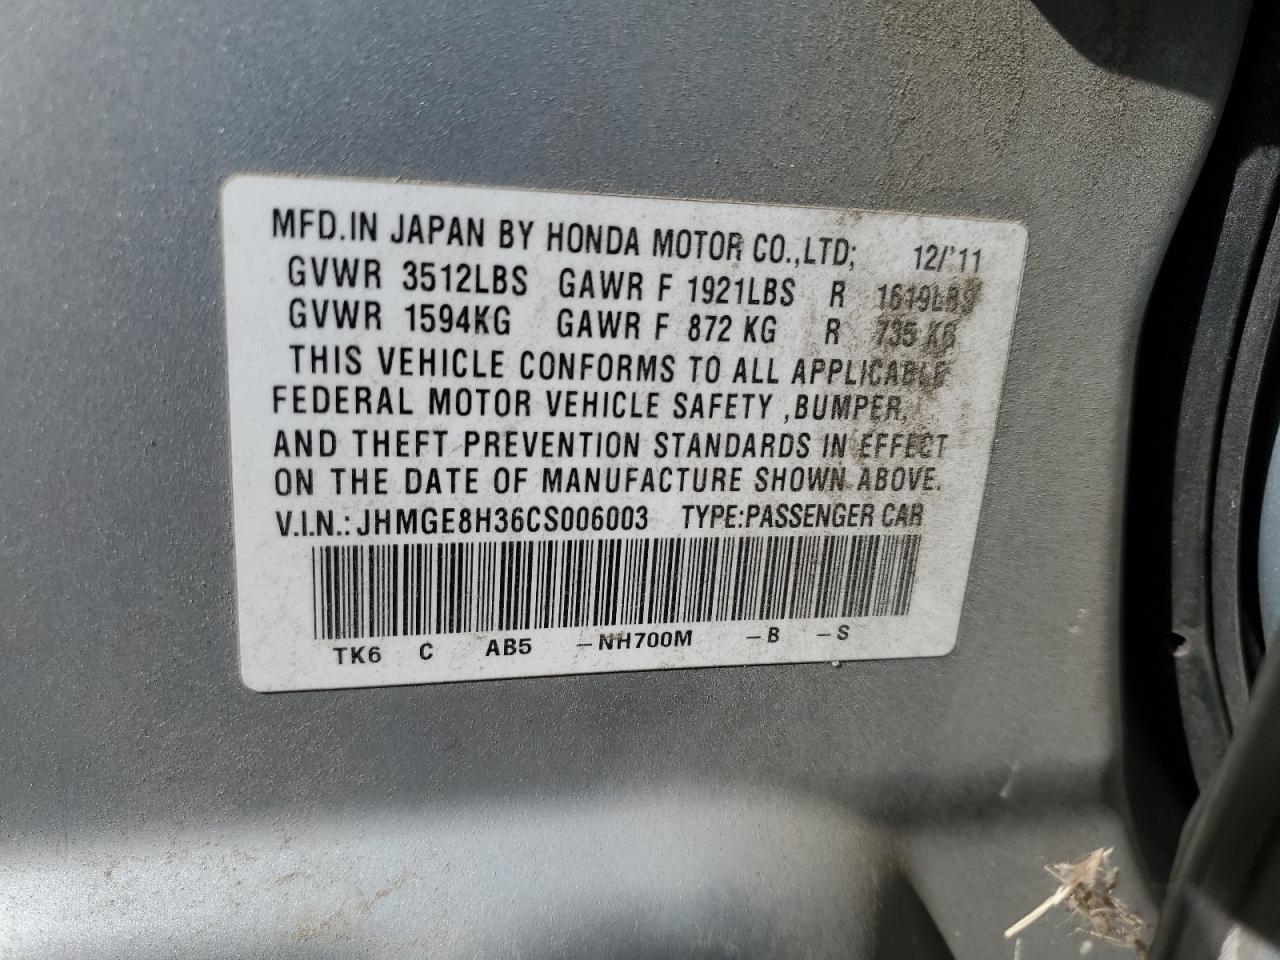 MFD.IN JAPAN BY HONDA MOTOR CO.,LTD; 12/'11
GVWR 3512LBS GAWR F 1921LBS R 1619LBS
GVWR 1594KG GAWR F 872 KG R 735 KG
THIS VEHICLE CONFORMS TO ALL APPLICABLE
FEDERAL MOTOR VEHICLE SAFETY ,BUMPER,
AND THEFT PREVENTION STANDARDS IN EFFECT
ON THE DATE OF MANUFACTURE SHOWN ABOVE.
V.I.N.: JHMGE8H36CS006003 TYPE:PASSENGER CAR
TK6 C AB5 -NH700M -B -S